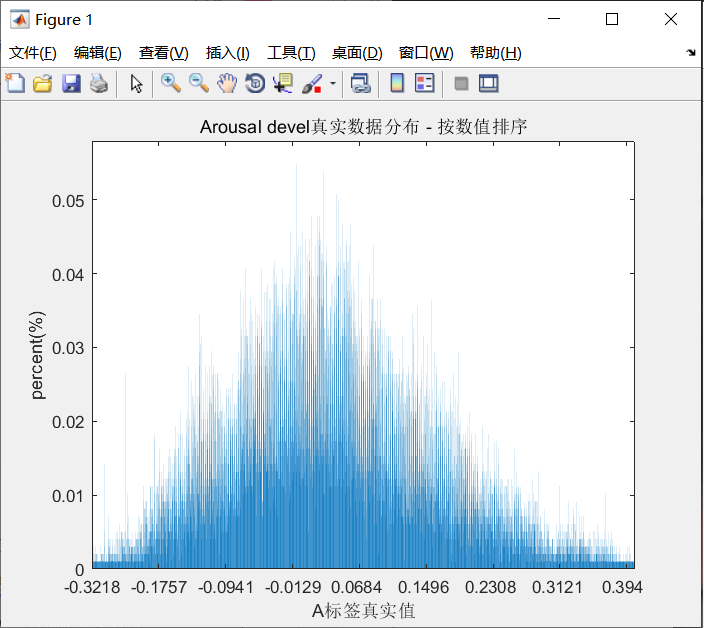 Figure 1
文件(F) 编辑(E) 查看(V) 插入(I) 工具(T) 桌面(D) 窗口(W) 帮助(H)
Arousal devel真实数据分布 - 按数值排序
0.05
0.04
0.03
0.02
0.01
0
percent(%)
-0.3218 -0.1757 -0.0941 -0.0129 0.0684 0.1496 0.2308 0.3121 0.394
A标签真实值